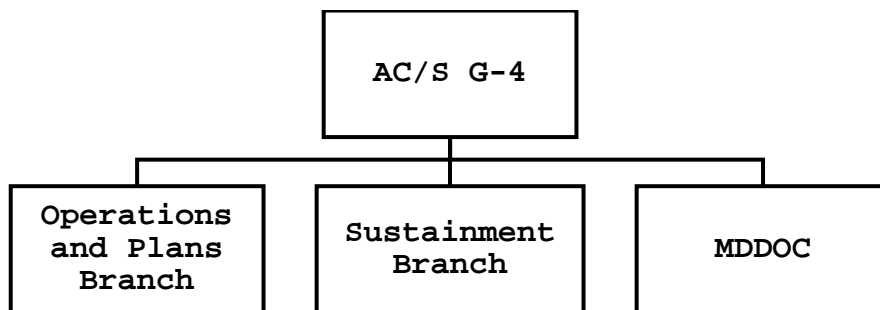 AC/S G-4
Operations
and Plans
Branch
Sustainment
Branch
MDDOC